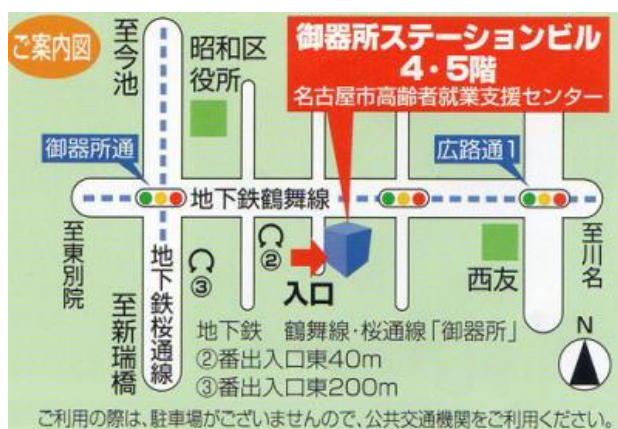 ご案内図
至今池
昭和区
役所
御器所ステーションビル
4・5階
名古屋市高齢者就業支援センター
御器所通
広路通1
地下鉄鶴舞線
至東別院
地下鉄桜通線
至新瑞橋
③
②
入口
西友
至川名
N
地下鉄 鶴舞線・桜通線「御器所」
②番出入口東40m
③番出入口東200m
ご利用の際は、駐車場がございませんので、公共交通機関をご利用ください。